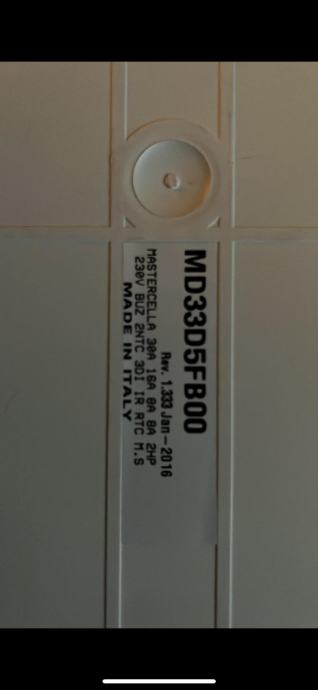 MD33D5FB00
Rev. 1.333 Jan-2016
MASTERCELLA 30A 16A 8A 8A 2HP
230V BUZ 2NTC 3DI IR RTC M.S
MADE IN ITALY